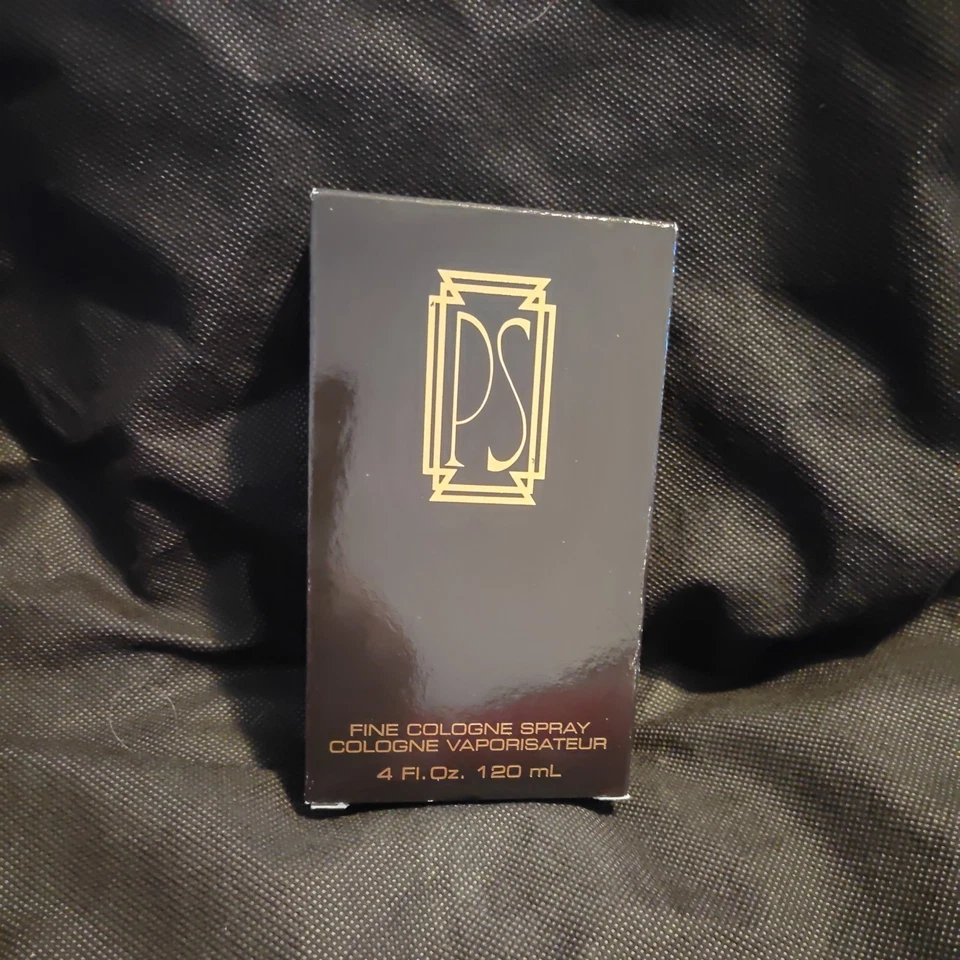 PS
FINE COLOGNE SPRAY
COLOGNE VAPORISATEUR
4 Fl.Oz. 120 mL